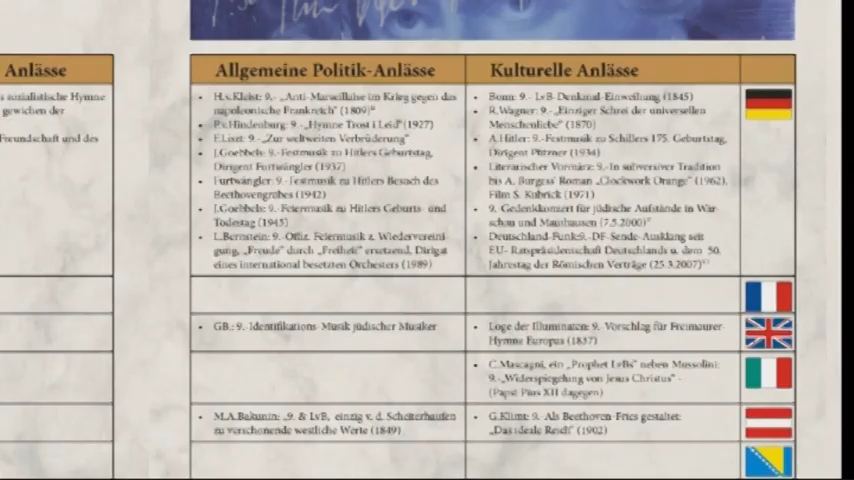 Anlässe
s sozialistische Hymne
gewichen der
Freundschaft und des
Allgemeine Politik-Anlässe
H.v.Kleist: 9.- „Anti-Marseillaise im Krieg gegen das
napoleonische Frankreich" (1809)
P.v.Hindenburg: 9.-„Hymne Trost i Leid" (1927)
F.Liszt: 9.-„Zur weltweiten Verbrüderung"
J.Goebbels: 9.-Festmusik zu Hitlers Geburtstag,
Dirigent Furtwängler (1937)
Furtwängler: 9.-Festmusik zu Hitlers Besuch des
Beethovengrabes (1942)
J.Goebbels: 9.-Feiermusik zu Hitlers Geburts- und
Todestag (1945)
L.Bernstein: 9.-Offiz. Feiermusik z. Wiedervereini
gung, „Freude" durch „Freiheit" ersetzend, Dirigat
eines international besetzten Orchesters (1989)
GB.: 9.-Identifikations-Musik jüdischer Musiker
M.A.Bakunin: „9. & LvB, einzig v. d. Scheiterhaufen
zu verschonende westliche Werte (1849)
Kulturelle Anlässe
Bonn: 9.- LvB-Denkmal-Einweihung (1845)
R.Wagner: 9.-„Einziger Schrei der universellen
Menschenliebe" (1870)
A.Hitler: 9.-Festmusik zu Schillers 175. Geburtstag,
Dirigent Pfitzner (1934)
Literarischer Vormärz: 9.-In subversiver Tradition
bis A. Burgess' Roman „Clockwork Orange" (1962),
Film S. Kubrick (1971)
9. Gedenkkonzert für jüdische Aufstände in War-
schau und Mauthausen (7.5.2000)
Deutschland-Funk:9.-DF-Sende-Ausklang seit
EU- Ratspräsidentschaft Deutschlands u. dem 50.
Jahrestag der Römischen Verträge (25.3.2007)
Loge der Illuminaten: 9.-Vorschlag für Freimaurer-
Hymne Europas (1837)
C.Mascagni, ein „Prophet LvBs" neben Mussolini:
9.-„Widerspiegelung von Jesus Christus" -
(Papst Pius XII dagegen)
G.Klimt: 9.-Als Beethoven-Fries gestaltet:
„Das ideale Reich" (1902)